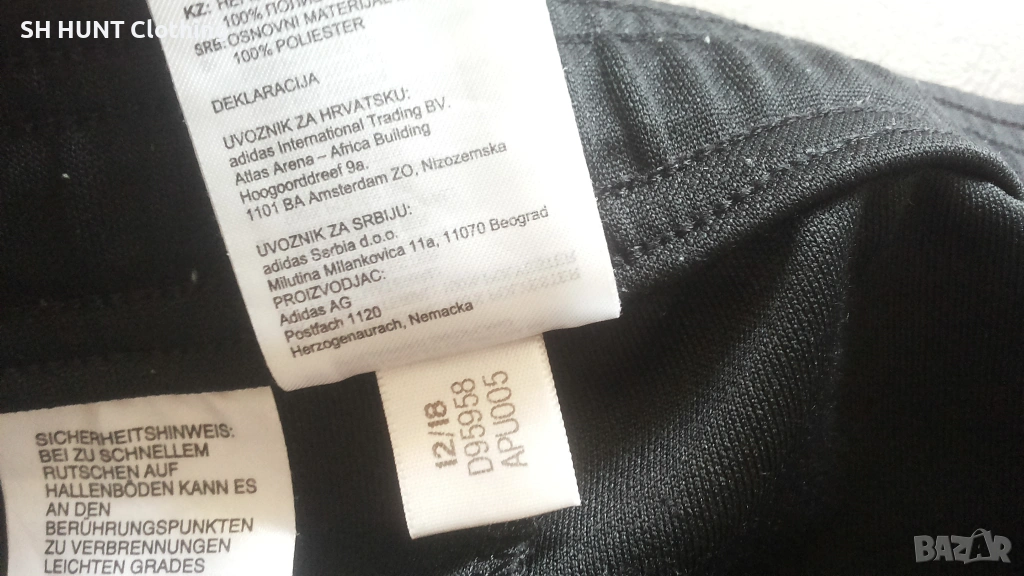 SH HUNT Clothing
KZ:
100%
SRB: OSNOVNI MATERIJAL
100% POLIESTER
DEKLARACIJA
UVOZNIK ZA HRVATSKU:
adidas International Trading BV.
Atlas Arena – Africa Building
Hoogoorddreef 9a.
1101 BA Amsterdam ZO, Nizozemska
UVOZNIK ZA SRBIJU:
adidas Serbia d.o.o.
Milutina Milankovica 11a, 11070 Beograd
PROIZVODJAC:
Adidas AG
Postfach 1120
Herzogenaurach, Nemacka
12/18
D95958
APU005
SICHERHEITSHINWEIS:
BEI ZU SCHNELLEM
RUTSCHEN AUF
HALLENBÖDEN KANN ES
AN DEN
BERÜHRUNGSPUNKTEN
ZU VERBRENNUNGEN
LEICHTEN GRADES
BAZAR